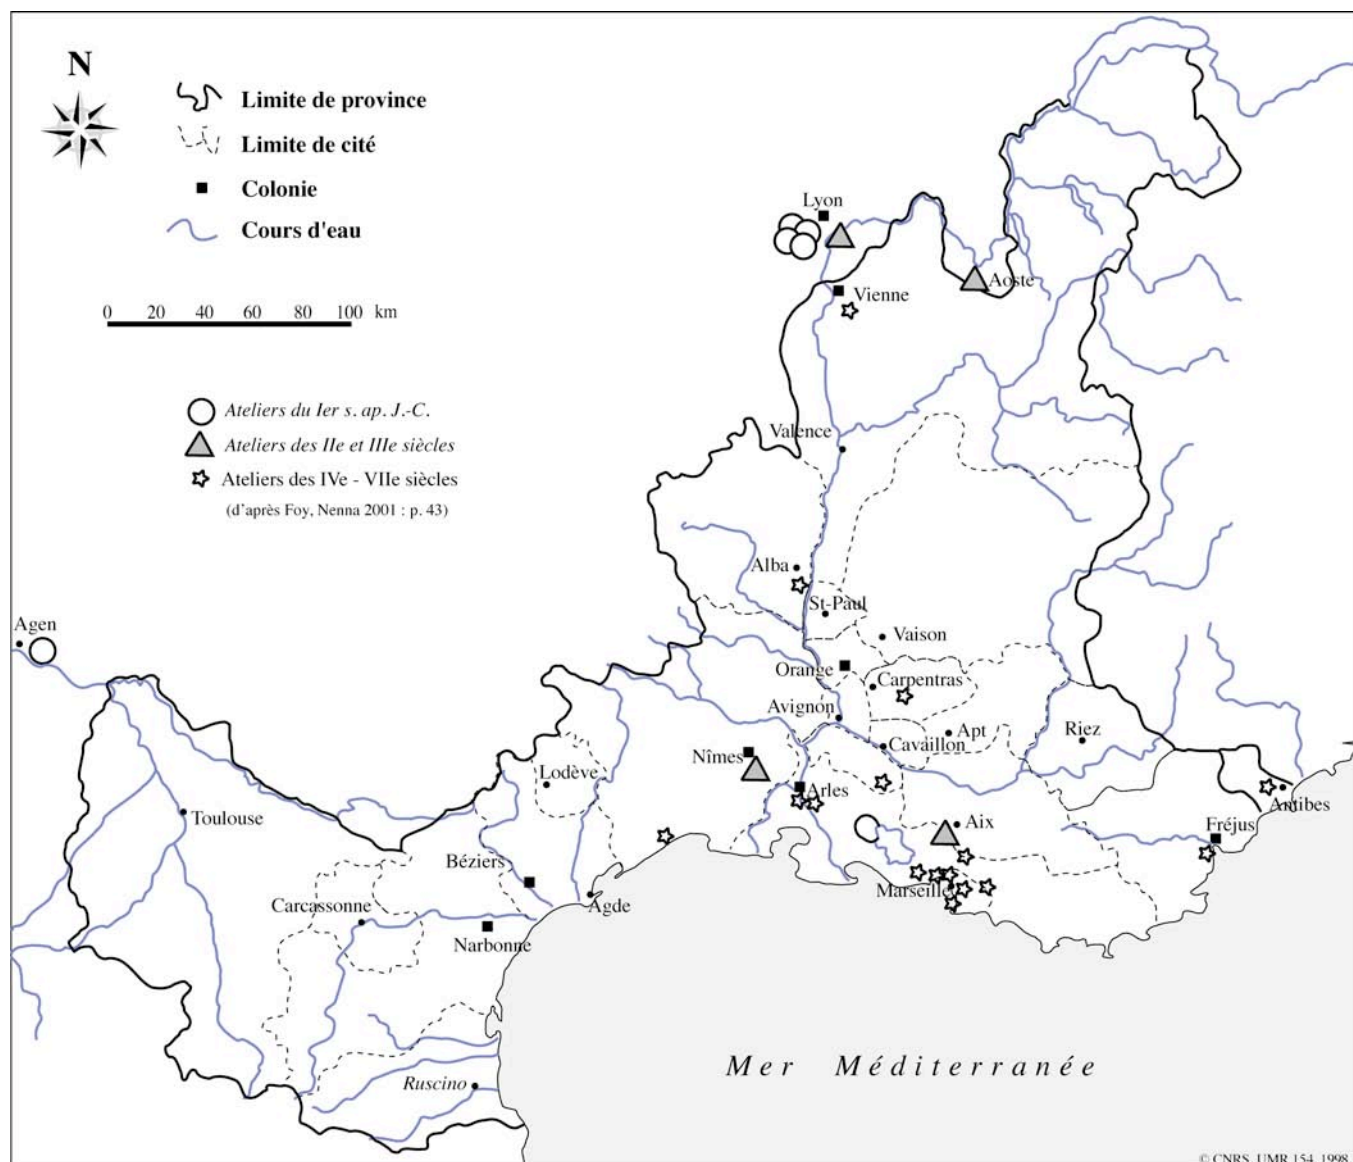 N
Limite de province
Limite de cité
Colonie
Cours d'eau
0 20 40 60 80 100 km
Ateliers du Ier s. ap. J.-C.
Ateliers des IIe et IIIe siècles
Ateliers des IVe - VIIe siècles
(d'après Foy, Nenna 2001 : p. 43)
Lyon
Aoste
Vienne
Valence
Alba
St-Paul
Vaison
Agen
Orange
Carpentras
Avignon
Apt
Riez
Cavaillon
Nîmes
Lodève
Arles
Antibes
Toulouse
Aix
Fréjus
Béziers
Marseille
Agde
Carcassonne
Narbonne
Mer Méditerranée
Ruscino
© CNRS UMR 154 1998